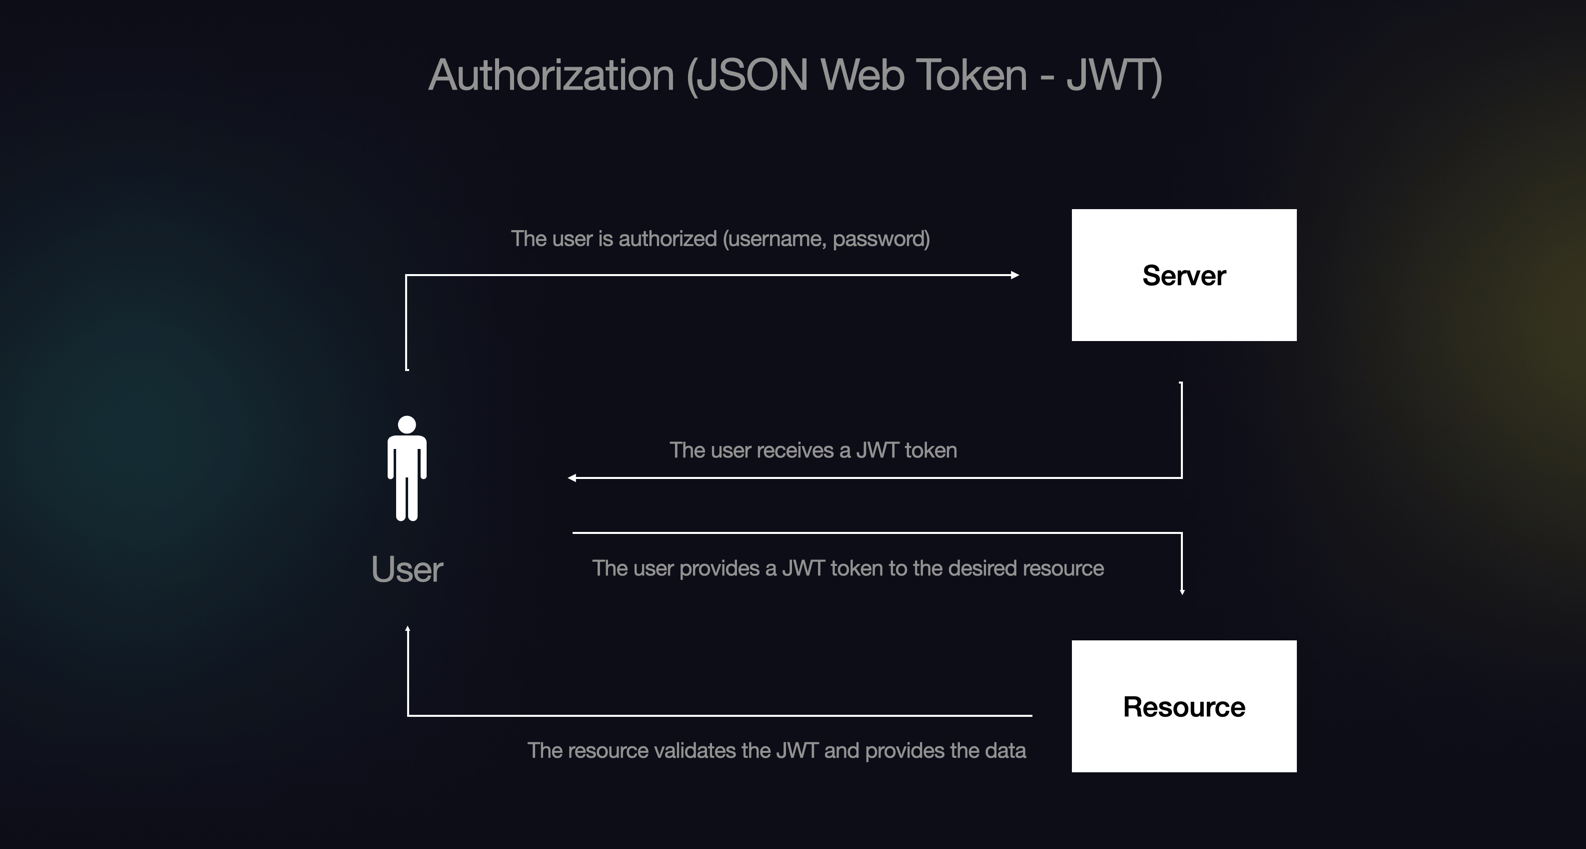 Authorization (JSON Web Token - JWT)
The user is authorized (username, password)
Server
The user receives a JWT token
The user provides a JWT token to the desired resource
User
Resource
The resource validates the JWT and provides the data